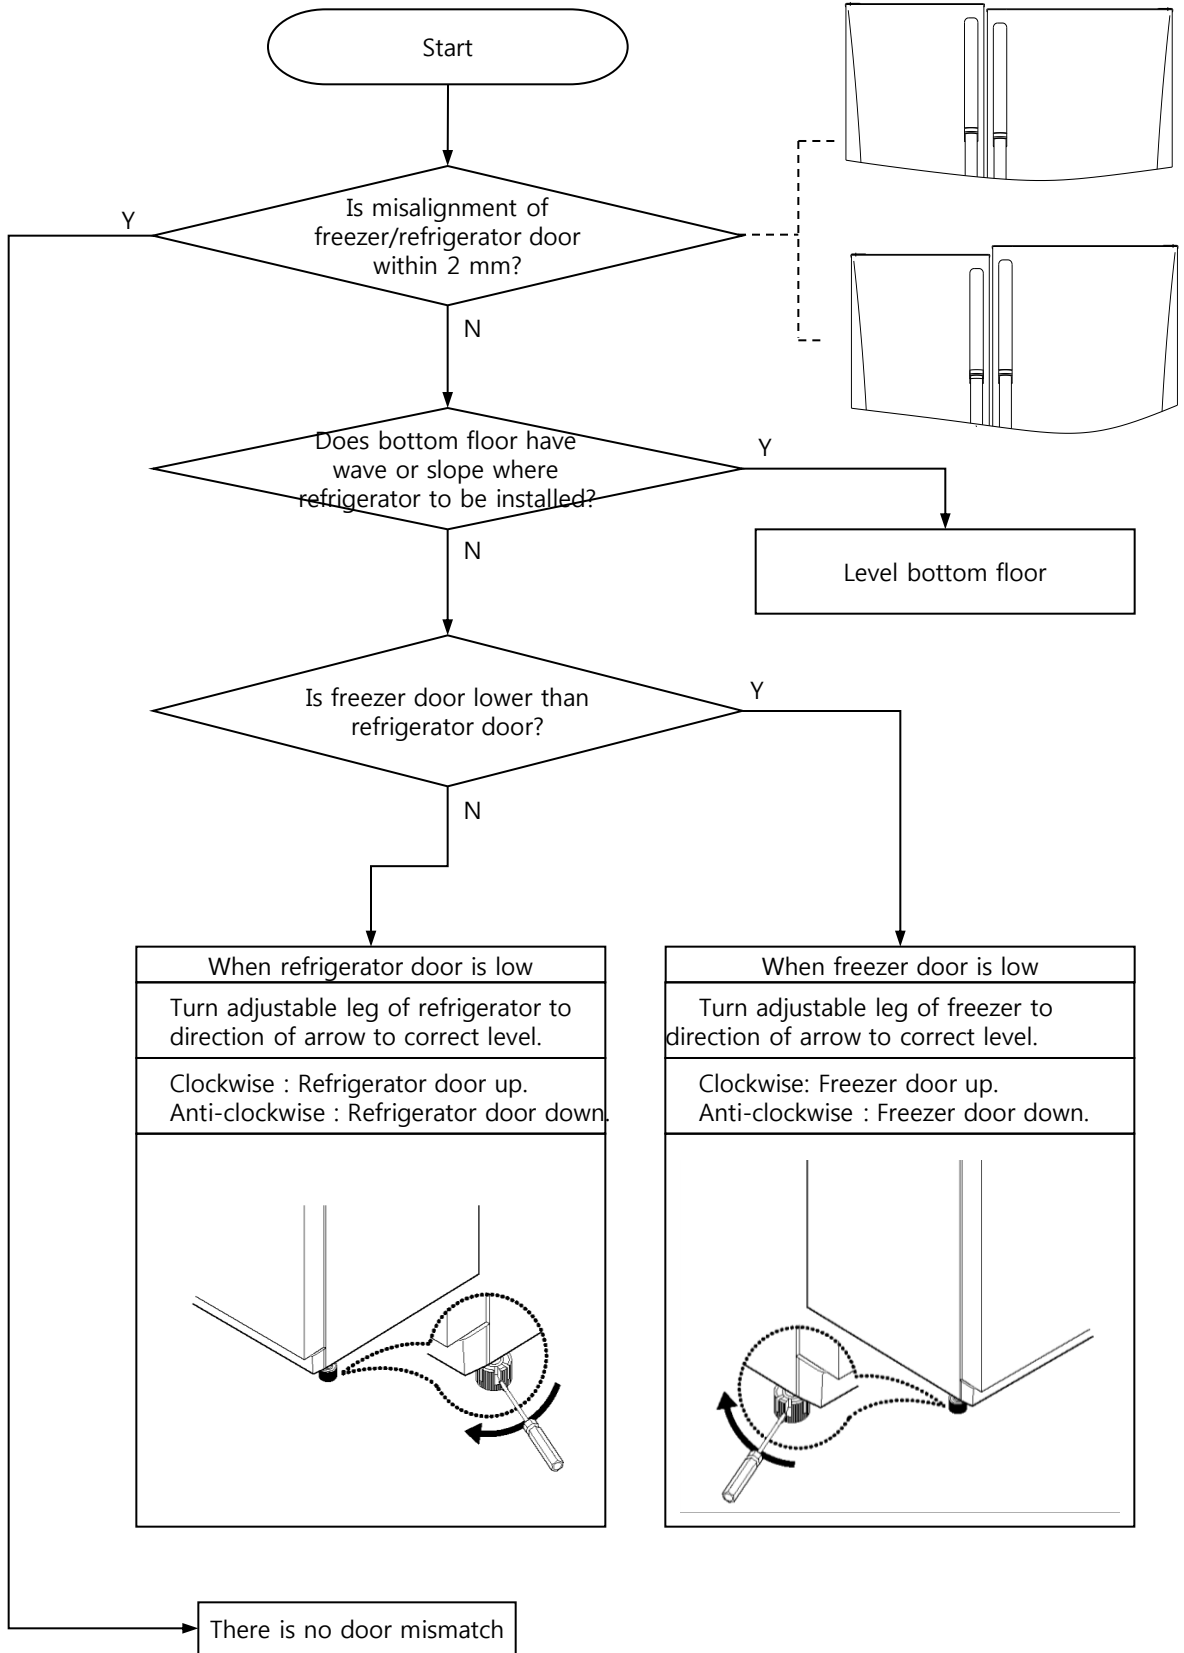 Start
Y
Is misalignment of
freezer/refrigerator door
within 2 mm?
N
Does bottom floor have
wave or slope where
refrigerator to be installed?
Y
N
Level bottom floor
Is freezer door lower than
refrigerator door?
Y
N
When refrigerator door is low
Turn adjustable leg of refrigerator to
direction of arrow to correct level.
Clockwise : Refrigerator door up.
Anti-clockwise : Refrigerator door down.
When freezer door is low
Turn adjustable leg of freezer to
direction of arrow to correct level.
Clockwise: Freezer door up.
Anti-clockwise : Freezer door down.
There is no door mismatch